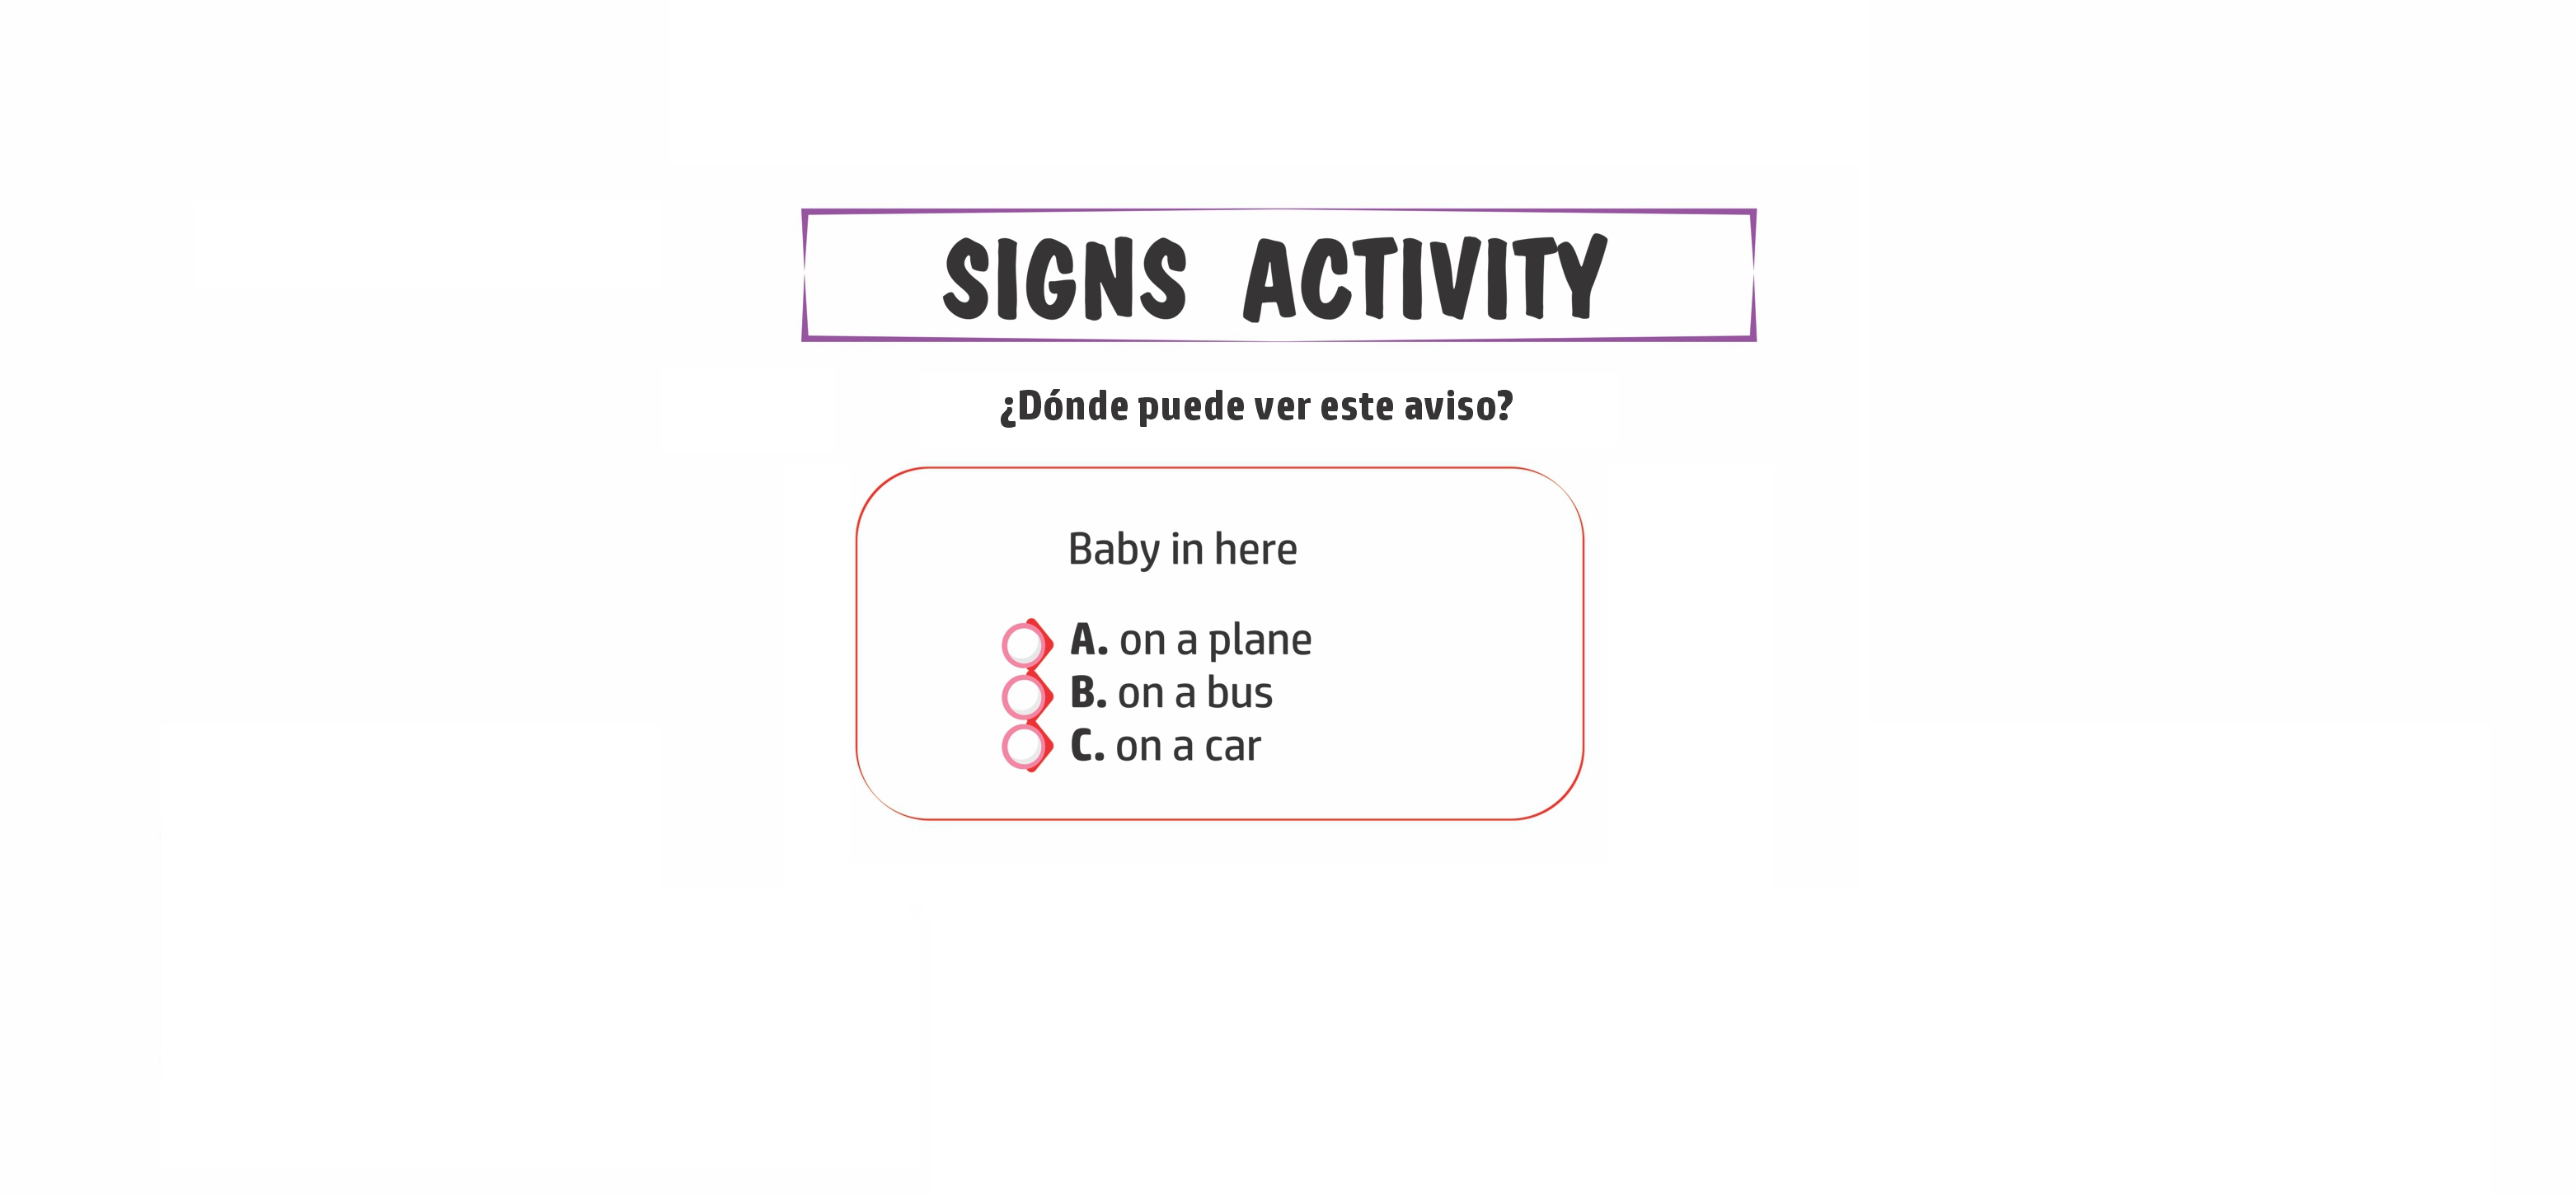 SIGNS ACTIVITY
¿Dónde puede ver este aviso?
Baby in here
A. on a plane
B. on a bus
C. on a car